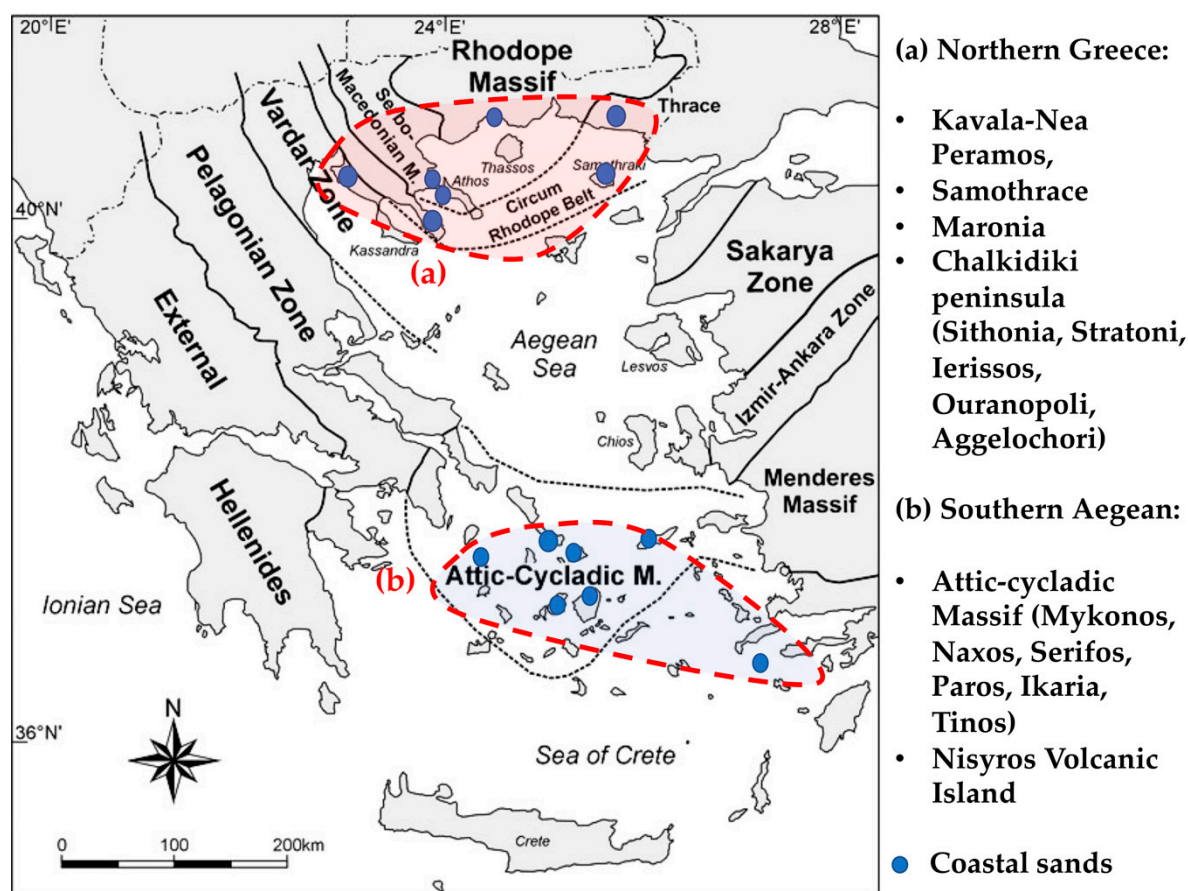 20°E'
24°E'
28°E'
Rhodope
Massif
Thrace
Serbo-
Macedonian M.
Vardar Zone
Thassos
Samothraki
Athos
Circum
Rhodope Belt
40°N'
Pelagonian Zone
Kassandra
(a)
Sakarya
Zone
External
Aegean
Sea
Lesvos
Izmir-Ankara Zone
Chios
Menderes
Massif
Hellenides
(b)
Attic-Cycladic M.
Ionian Sea
36°N'
N
Sea of Crete
0 100 200km
Crete
(a) Northern Greece:
• Kavala-Nea
Peramos,
• Samothrace
• Maronia
• Chalkidiki
peninsula
(Sithonia, Stratoni,
Ierissos,
Ouranopoli,
Aggelochori)
(b) Southern Aegean:
• Attic-cycladic
Massif (Mykonos,
Naxos, Serifos,
Paros, Ikaria,
Tinos)
• Nisyros Volcanic
Island
Coastal sands